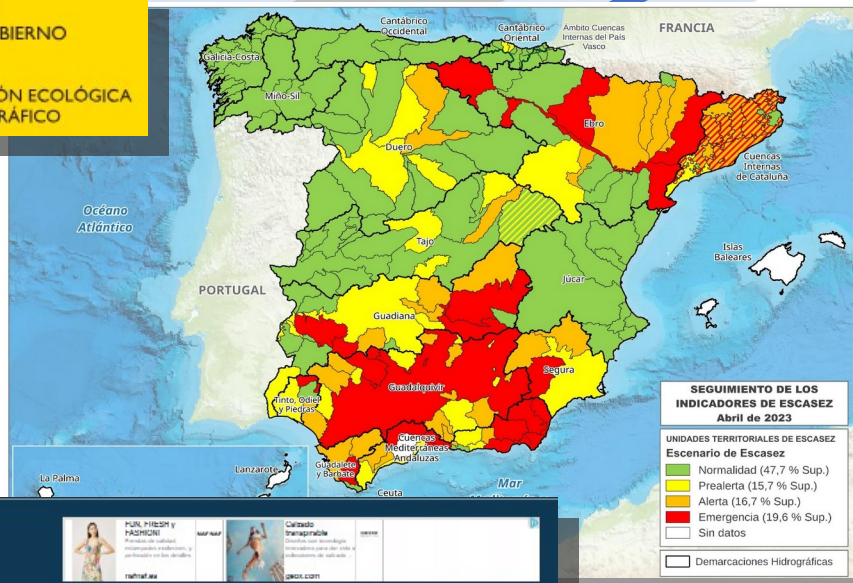 BIERNO
ÓN ECOLÓGICA
RÁFICO
Cantábrico
Occidental
Cantábrico
Oriental
Ámbito Cuencas
Internas del País
Vasco
FRANCIA
Galicia-Costa
Miño-Sil
Ebro
Duero
Cuencas
Internas
de Cataluña
Océano
Atlántico
Tajo
Islas
Baleares
Júcar
PORTUGAL
Guadiana
Segura
Guadalquivir
Tinto, Odiel
y Piedras
Cuencas
Mediterráneas
Andaluzas
Guadalete
y Barbate
Ceuta
Mar
La Palma
Lanzarote
SEGUIMIENTO DE LOS
INDICADORES DE ESCASEZ
Abril de 2023
UNIDADES TERRITORIALES DE ESCASEZ
Escenario de Escasez
Normalidad (47,7 % Sup.)
Prealerta (15,7 % Sup.)
Alerta (16,7 % Sup.)
Emergencia (19,6 % Sup.)
Sin datos
Demarcaciones Hidrográficas
FUN, FRESH y
FASHION!
NAF NAF
nafnaf.es
Calzado
transpirable
geox.com